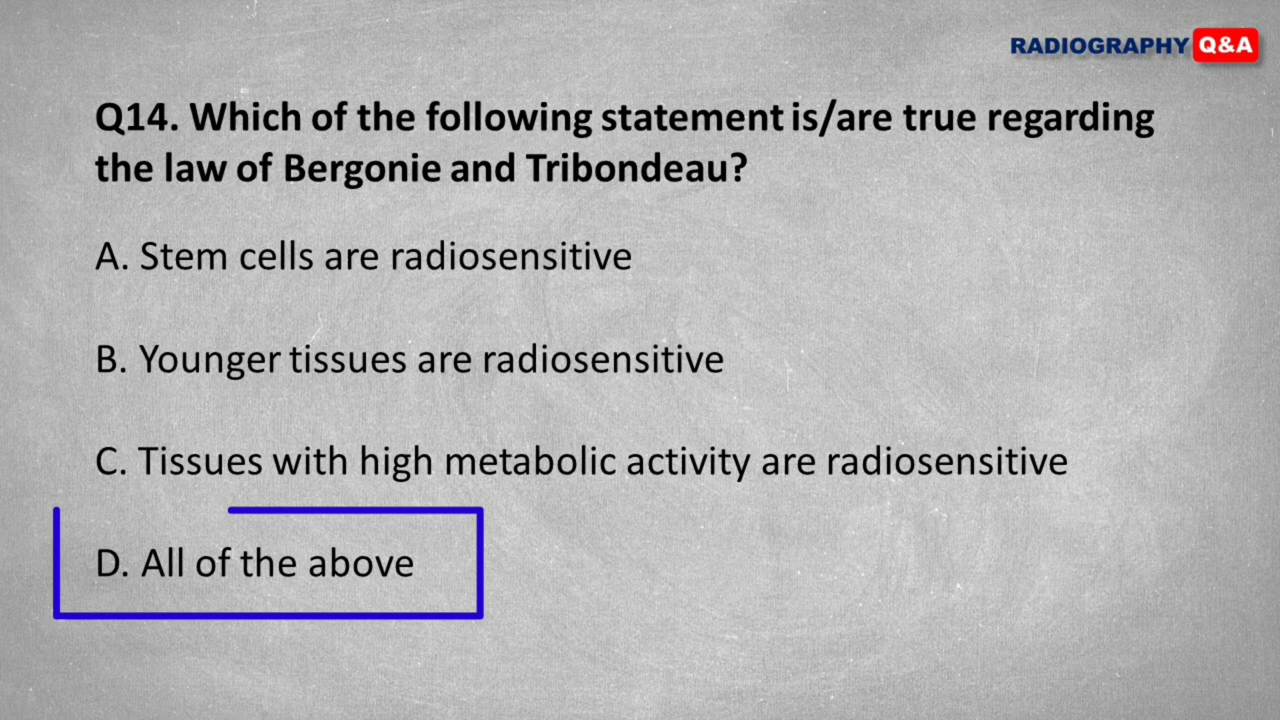 RADIOGRAPHY Q&A
Q14. Which of the following statement is/are true regarding
the law of Bergonie and Tribondeau?
A. Stem cells are radiosensitive
B. Younger tissues are radiosensitive
C. Tissues with high metabolic activity are radiosensitive
D. All of the above